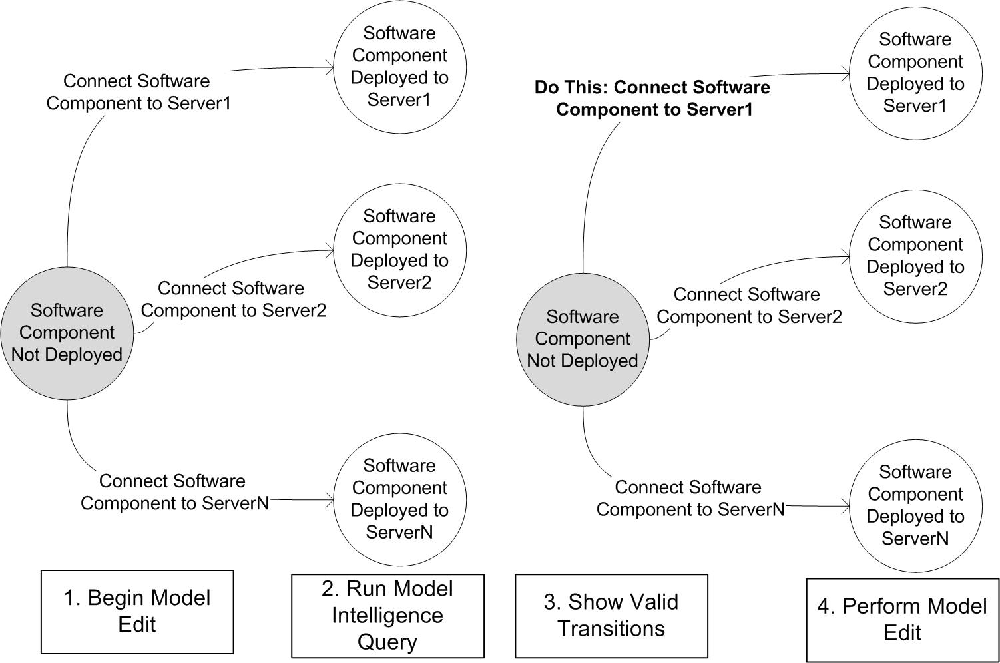 Software
Component
Deployed to
Server1
Connect Software
Component to Server1
Software
Component
Deployed to
Server2
Connect Software
Component to Server2
Software
Component
Not Deployed
Software
Component
Deployed to
ServerN
Connect Software
Component to ServerN
Software
Component
Deployed to
Server1
Do This: Connect Software
Component to Server1
Software
Component
Deployed to
Server2
Connect Software
Component to Server2
Software
Component
Not Deployed
Software
Component
Deployed to
ServerN
Connect Software
Component to ServerN
1. Begin Model
Edit
2. Run Model
Intelligence
Query
3. Show Valid
Transitions
4. Perform Model
Edit